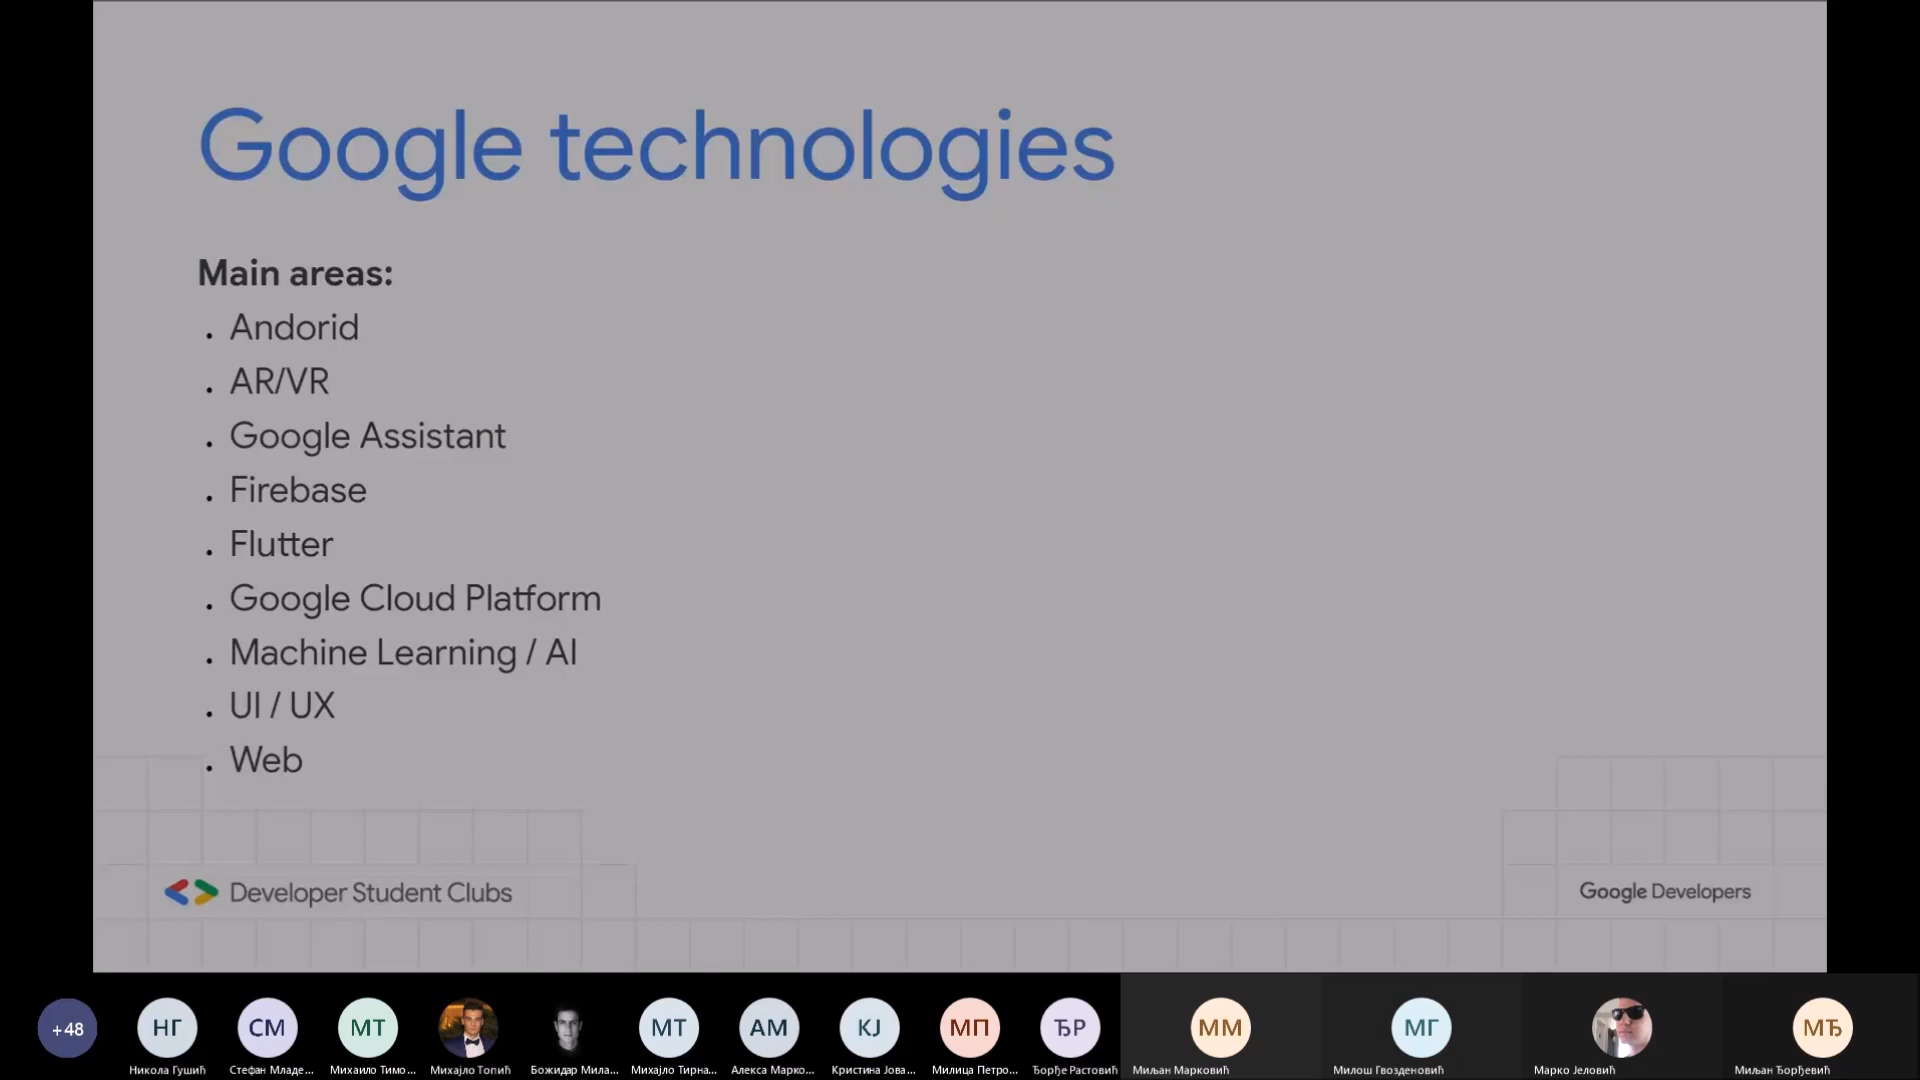 Google technologies
Main areas:
. Andorid
. AR/VR
. Google Assistant
. Firebase
. Flutter
. Google Cloud Platform
. Machine Learning / AI
. UI / UX
. Web
Developer Student Clubs
Google Developers
+48
НГ
СМ
МТ
МТ
АМ
КЈ
МП
ЂР
ММ
МГ
МЂ
Никола Гушић
Стефан Младе...
Михаило Тимо...
Михајло Топић
Божидар Мила...
Михајло Тирна...
Алекса Марко...
Кристина Јова...
Милица Петро...
Ђорђе Растовић
Миљан Марковић
Милош Гвозденовић
Марко Јеловић
Миљан Ђорђевић